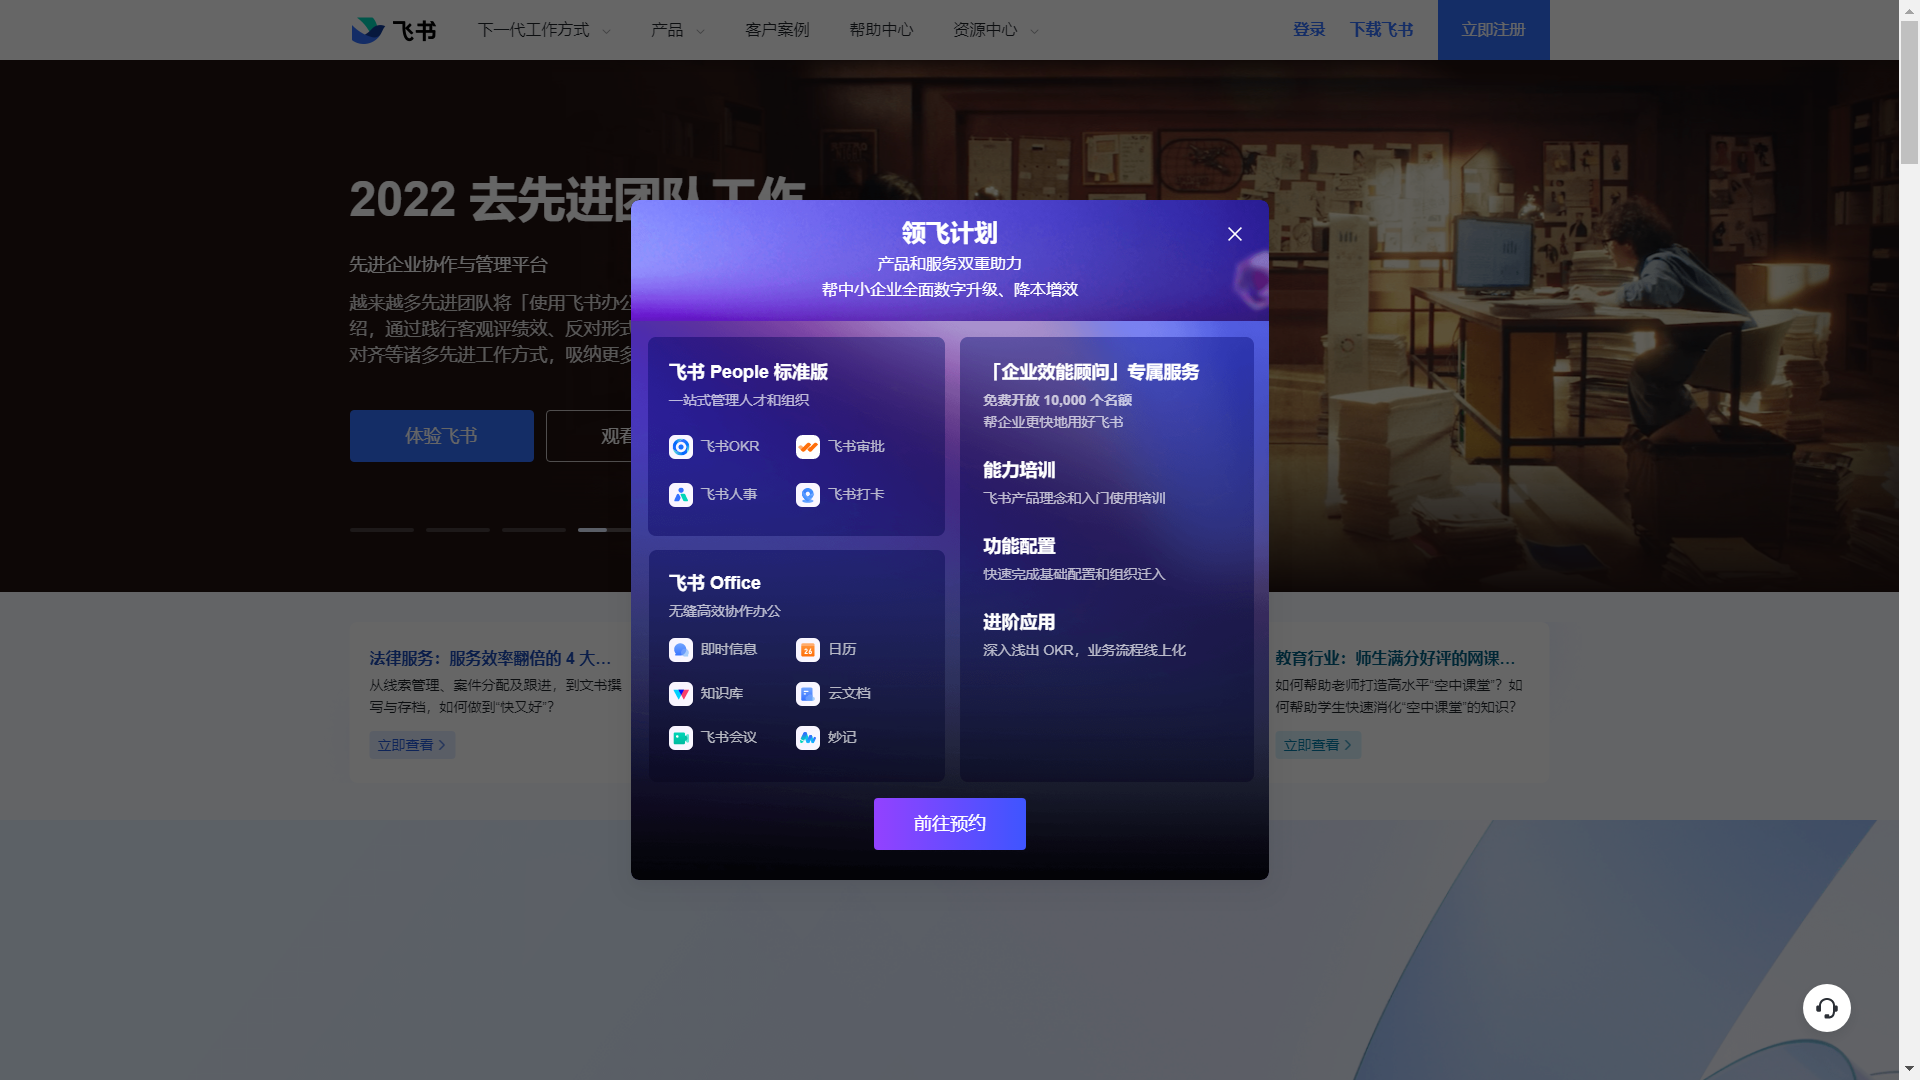 飞书
下一代工作方式
产品
客户案例
帮助中心
资源中心
登录
下载飞书
立即注册
2022 去先进团队工作
先进企业协作与管理平台
越来越多先进团队将「使用飞书办公
绍，通过践行客观评绩效、反对形式
对齐等诸多先进工作方式，吸纳更多
体验飞书
观看
领飞计划
产品和服务双重助力
帮中小企业全面数字升级、降本增效
飞书 People 标准版
一站式管理人才和组织
飞书OKR
飞书审批
飞书人事
飞书打卡
飞书 Office
无缝高效协作办公
即时信息
日历
知识库
云文档
飞书会议
妙记
「企业效能顾问」专属服务
免费开放 10,000 个名额
帮企业更快地用好飞书
能力培训
飞书产品理念和入门使用培训
功能配置
快速完成基础配置和组织迁入
进阶应用
深入浅出 OKR，业务流程线上化
前往预约
法律服务：服务效率翻倍的 4 大...
从线索管理、案件分配及跟进，到文书撰
写与存档，如何做到“快又好”？
立即查看
教育行业：师生满分好评的网课...
如何帮助老师打造高水平“空中课堂”？如
何帮助学生快速消化“空中课堂”的知识？
立即查看